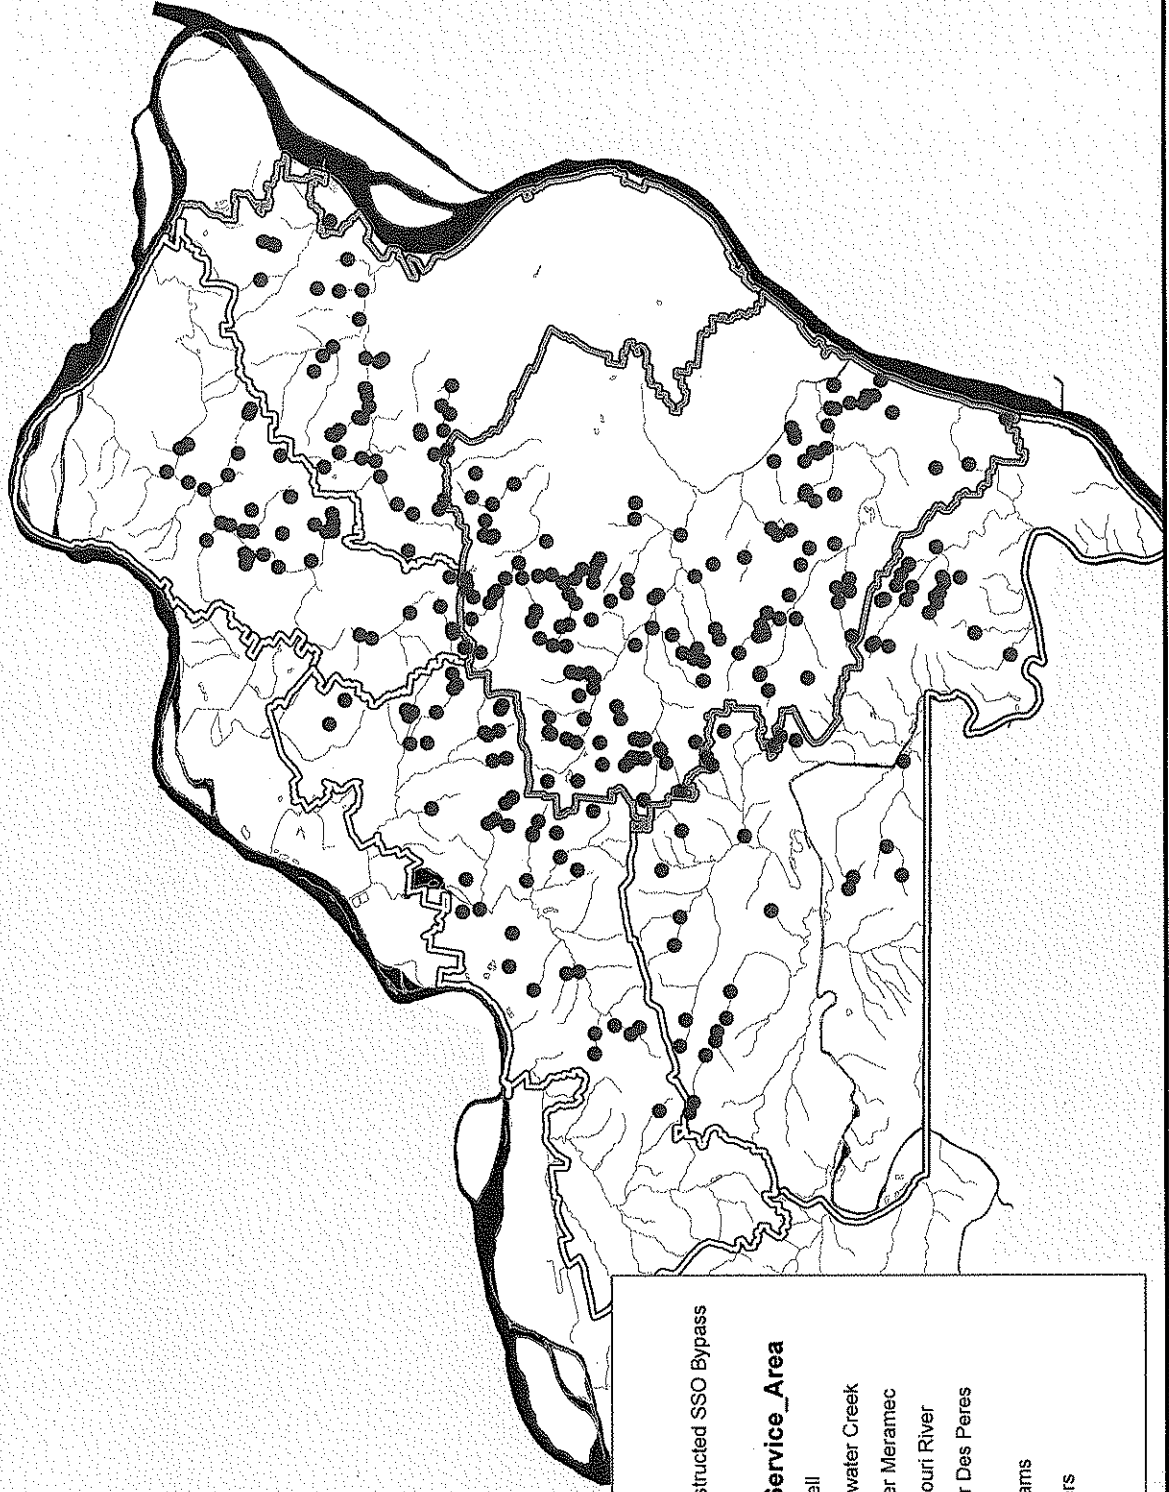 structed SSO Bypass
Service_Area
ell
water Creek
er Meramec
ouri River
r Des Peres
ams
rs